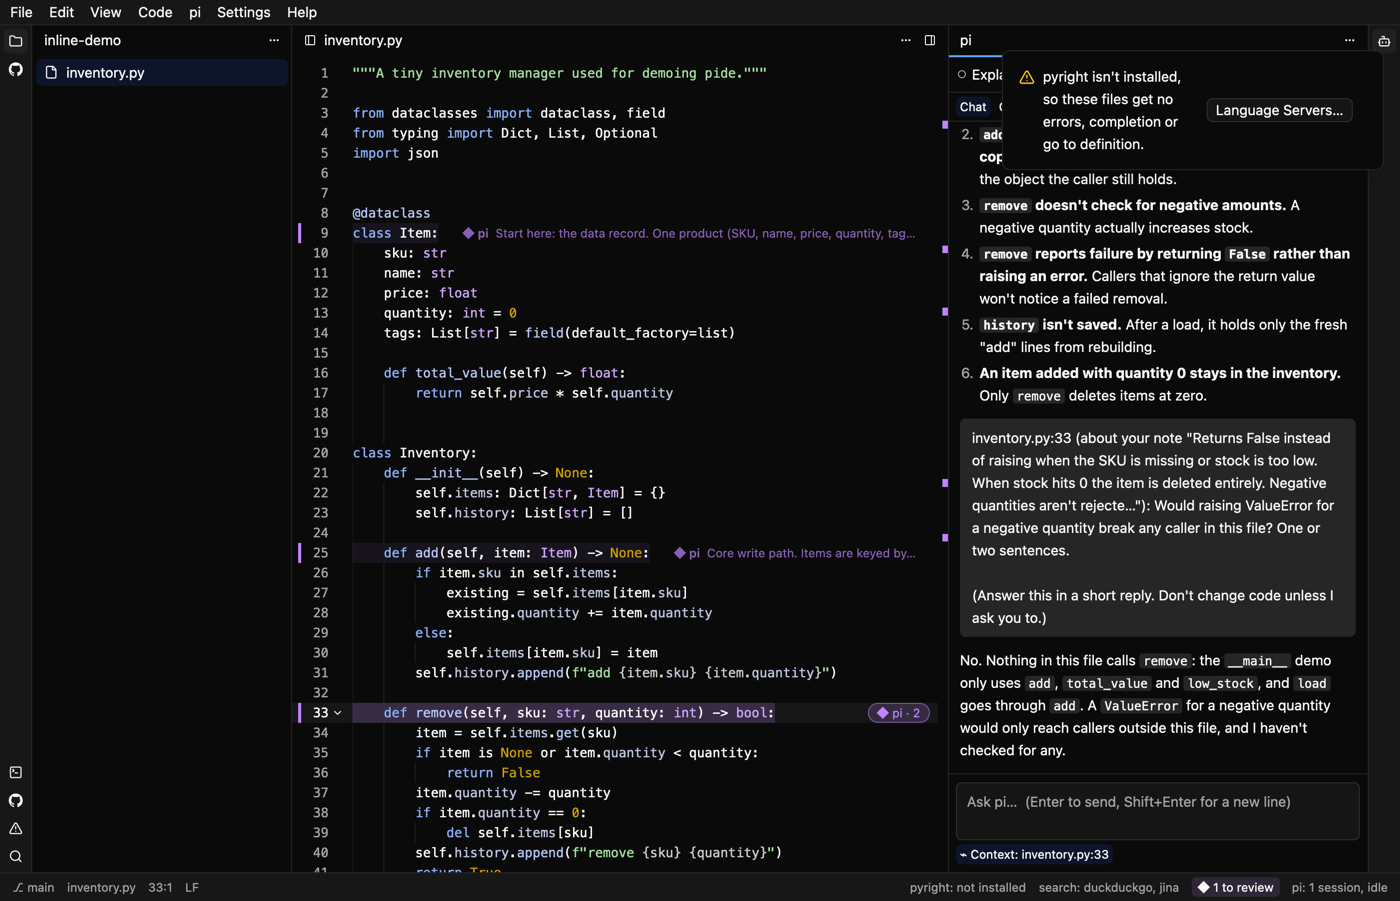 File Edit View Code pi Settings Help
inline-demo ...
inventory.py
inventory.py ...
1 """A tiny inventory manager used for demoing pide."""
2
3 from dataclasses import dataclass, field
4 from typing import Dict, List, Optional
5 import json
6
7
8 @dataclass
9 class Item: pi Start here: the data record. One product (SKU, name, price, quantity, tag...
10 sku: str
11 name: str
12 price: float
13 quantity: int = 0
14 tags: List[str] = field(default_factory=list)
15
16 def total_value(self) -> float:
17 return self.price * self.quantity
18
19
20 class Inventory:
21 def __init__(self) -> None:
22 self.items: Dict[str, Item] = {}
23 self.history: List[str] = []
24
25 def add(self, item: Item) -> None: pi Core write path. Items are keyed by...
26 if item.sku in self.items:
27 existing = self.items[item.sku]
28 existing.quantity += item.quantity
29 else:
30 self.items[item.sku] = item
31 self.history.append(f"add {item.sku} {item.quantity}")
32
33 def remove(self, sku: str, quantity: int) -> bool: pi · 2
34 item = self.items.get(sku)
35 if item is None or item.quantity < quantity:
36 return False
37 item.quantity -= quantity
38 if item.quantity == 0:
39 del self.items[sku]
40 self.history.append(f"remove {sku} {quantity}")
41 return True
pi ...
Expla
pyright isn't installed,
so these files get no
errors, completion or
go to definition.
Language Servers...
Chat
2. add
cop
the object the caller still holds.
3. remove doesn't check for negative amounts. A
negative quantity actually increases stock.
4. remove reports failure by returning False rather than
raising an error. Callers that ignore the return value
won't notice a failed removal.
5. history isn't saved. After a load, it holds only the fresh
"add" lines from rebuilding.
6. An item added with quantity 0 stays in the inventory.
Only remove deletes items at zero.
inventory.py:33 (about your note "Returns False instead
of raising when the SKU is missing or stock is too low.
When stock hits 0 the item is deleted entirely. Negative
quantities aren't rejecte..."): Would raising ValueError for
a negative quantity break any caller in this file? One or
two sentences.
(Answer this in a short reply. Don't change code unless I
ask you to.)
No. Nothing in this file calls remove: the __main__ demo
only uses add, total_value and low_stock, and load
goes through add. A ValueError for a negative quantity
would only reach callers outside this file, and I haven't
checked for any.
Ask pi... (Enter to send, Shift+Enter for a new line)
Context: inventory.py:33
main inventory.py 33:1 LF
pyright: not installed search: duckduckgo, jina 1 to review pi: 1 session, idle